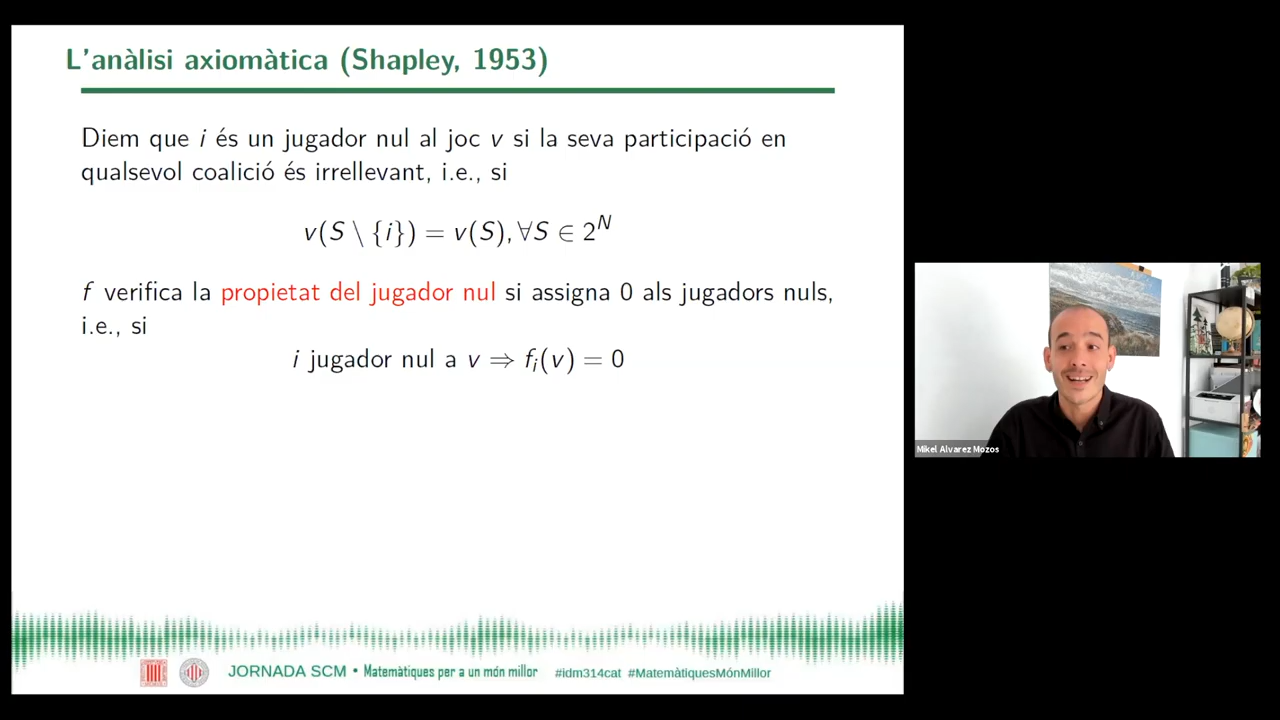 L'anàlisi axiomàtica (Shapley, 1953)
Diem que i és un jugador nul al joc v si la seva participació en
qualsevol coalició és irrellevant, i.e., si
v(S \ {i}) = v(S), ∀S ∈ 2^N
f verifica la propietat del jugador nul si assigna 0 als jugadors nuls,
i.e., si
i jugador nul a v ⇒ f_i(v) = 0
JORNADA SCM • Matemàtiques per a un món millor #idm314cat #MatemàtiquesMónMillor
Mikel Alvarez Mozos